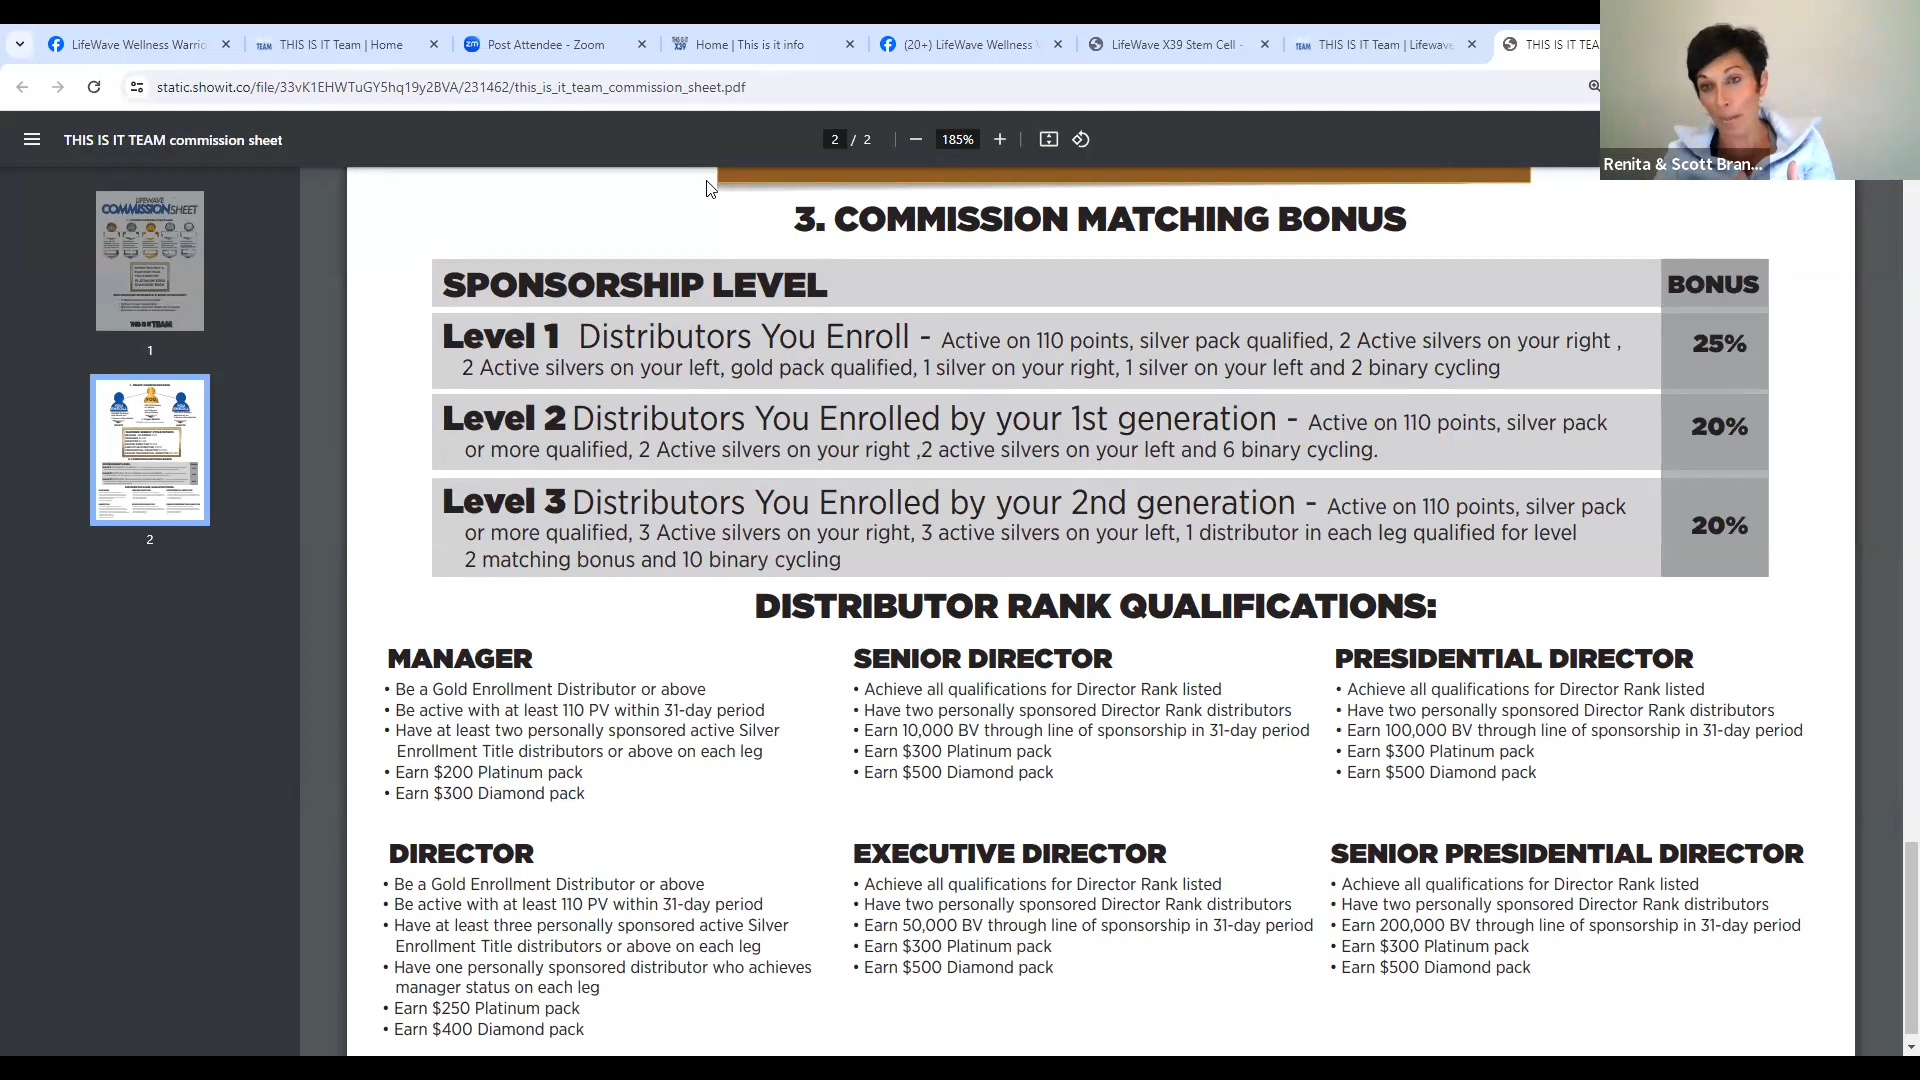 LifeWave Wellness Warrio
THIS IS IT Team | Home
Post Attendee - Zoom
Home | This is it info
(20+) LifeWave Wellness
LifeWave X39 Stem Cell -
THIS IS IT Team | Lifewave
THIS IS IT TEA
static.showit.co/file/33vK1EHWTuGY5hq19y2BVA/231462/this_is_it_team_commission_sheet.pdf
Renita & Scott Bran...
THIS IS IT TEAM commission sheet
2 / 2
185%
LIFEWAVE
COMMISSION SHEET
THIS IS IT TEAM
1
2
3. COMMISSION MATCHING BONUS
SPONSORSHIP LEVEL BONUS
Level 1 Distributors You Enroll - Active on 110 points, silver pack qualified, 2 Active silvers on your right ,
2 Active silvers on your left, gold pack qualified, 1 silver on your right, 1 silver on your left and 2 binary cycling
25%
Level 2 Distributors You Enrolled by your 1st generation - Active on 110 points, silver pack
or more qualified, 2 Active silvers on your right ,2 active silvers on your left and 6 binary cycling.
20%
Level 3 Distributors You Enrolled by your 2nd generation - Active on 110 points, silver pack
or more qualified, 3 Active silvers on your right, 3 active silvers on your left, 1 distributor in each leg qualified for level
2 matching bonus and 10 binary cycling
20%
DISTRIBUTOR RANK QUALIFICATIONS:
MANAGER
• Be a Gold Enrollment Distributor or above
• Be active with at least 110 PV within 31-day period
• Have at least two personally sponsored active Silver
Enrollment Title distributors or above on each leg
• Earn $200 Platinum pack
• Earn $300 Diamond pack
SENIOR DIRECTOR
• Achieve all qualifications for Director Rank listed
• Have two personally sponsored Director Rank distributors
• Earn 10,000 BV through line of sponsorship in 31-day period
• Earn $300 Platinum pack
• Earn $500 Diamond pack
PRESIDENTIAL DIRECTOR
• Achieve all qualifications for Director Rank listed
• Have two personally sponsored Director Rank distributors
• Earn 100,000 BV through line of sponsorship in 31-day period
• Earn $300 Platinum pack
• Earn $500 Diamond pack
DIRECTOR
• Be a Gold Enrollment Distributor or above
• Be active with at least 110 PV within 31-day period
• Have at least three personally sponsored active Silver
Enrollment Title distributors or above on each leg
• Have one personally sponsored distributor who achieves
manager status on each leg
• Earn $250 Platinum pack
• Earn $400 Diamond pack
EXECUTIVE DIRECTOR
• Achieve all qualifications for Director Rank listed
• Have two personally sponsored Director Rank distributors
• Earn 50,000 BV through line of sponsorship in 31-day period
• Earn $300 Platinum pack
• Earn $500 Diamond pack
SENIOR PRESIDENTIAL DIRECTOR
• Achieve all qualifications for Director Rank listed
• Have two personally sponsored Director Rank distributors
• Earn 200,000 BV through line of sponsorship in 31-day period
• Earn $300 Platinum pack
• Earn $500 Diamond pack